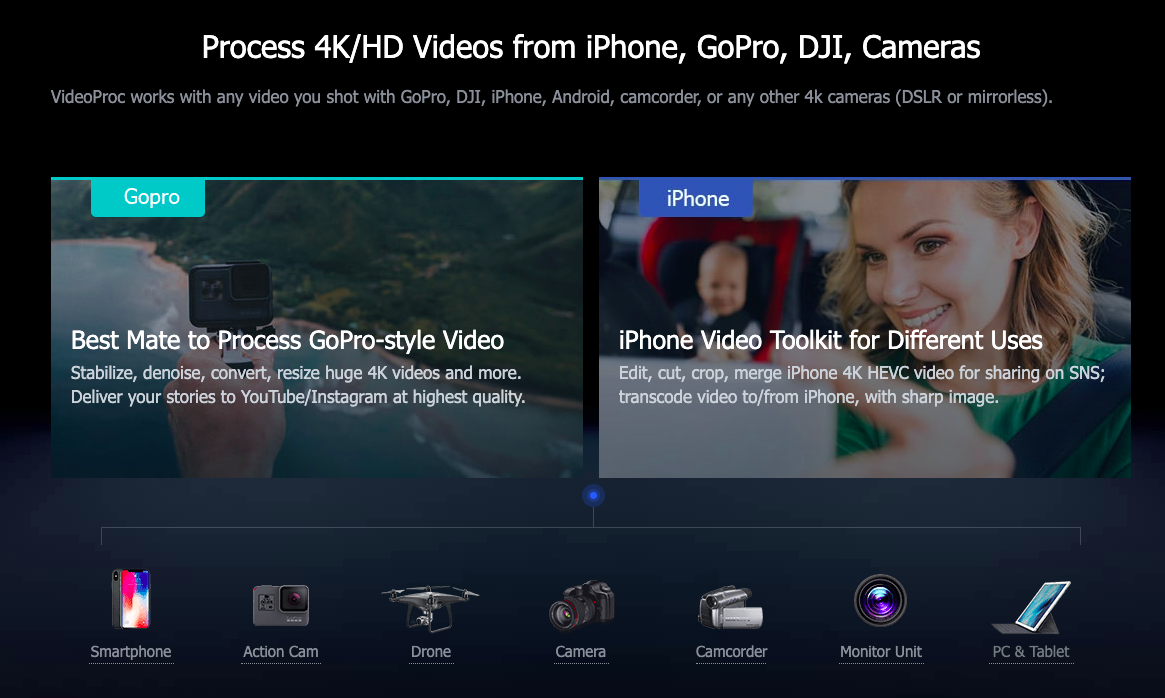 Process 4K/HD Videos from iPhone, GoPro, DJI, Cameras
VideoProc works with any video you shot with GoPro, DJI, iPhone, Android, camcorder, or any other 4k cameras (DSLR or mirrorless).
Gopro
Best Mate to Process GoPro-style Video
Stabilize, denoise, convert, resize huge 4K videos and more.
Deliver your stories to YouTube/Instagram at highest quality.
iPhone
iPhone Video Toolkit for Different Uses
Edit, cut, crop, merge iPhone 4K HEVC video for sharing on SNS;
transcode video to/from iPhone, with sharp image.
Smartphone
Action Cam
Drone
Camera
Camcorder
Monitor Unit
PC & Tablet